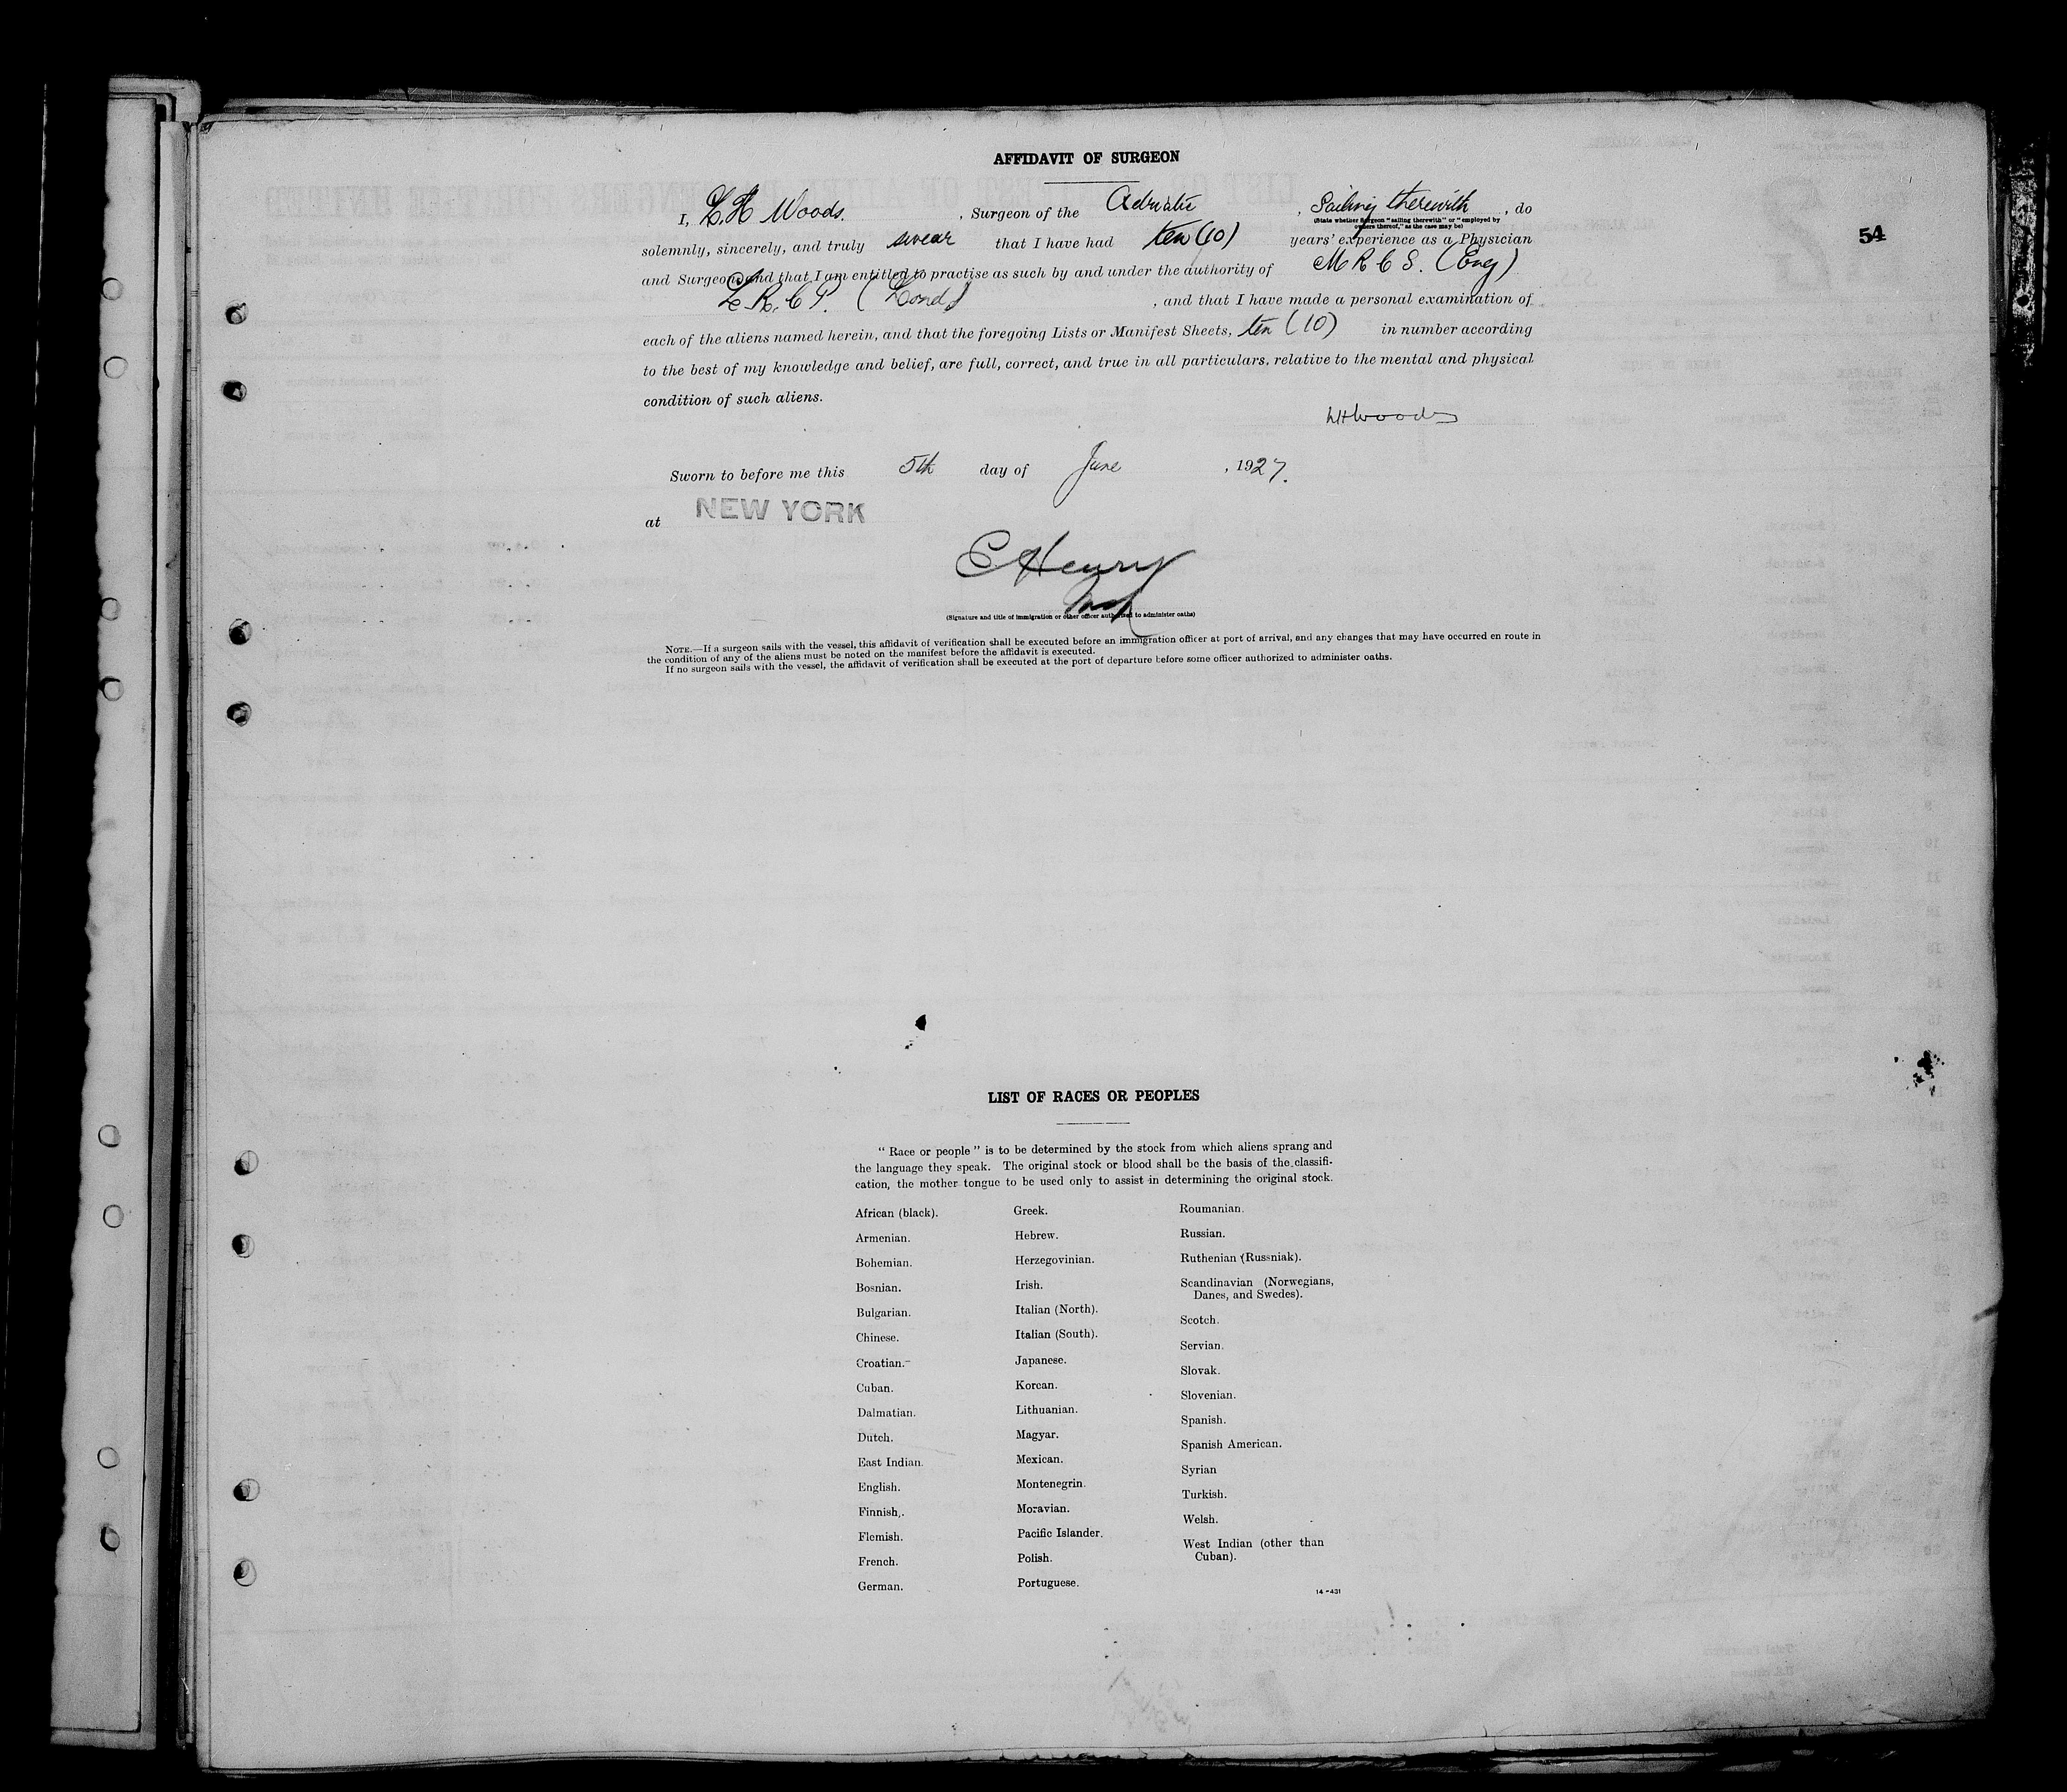 AFFIDAVIT OF SURGEON
54
I, L. H Woods. , Surgeon of the Adriatic , Sailing therewith , do
(State whether Surgeon "sailing therewith" or "employed by
owners thereof," as the case may be)
solemnly, sincerely, and truly swear that I have had ten (10) years' experience as a Physician
and Surgeon and that I am entitled to practise as such by and under the authority of M R C S. (Eng)
L. R. C P. (Lond) , and that I have made a personal examination of
each of the aliens named herein, and that the foregoing Lists or Manifest Sheets, ten (10) in number according
to the best of my knowledge and belief, are full, correct, and true in all particulars, relative to the mental and physical
condition of such aliens.
LHWoods
Sworn to before me this 5th day of June , 1927.
at NEW YORK
C Henry
(Signature and title of immigration or other officer authorized to administer oaths)
NOTE.—If a surgeon sails with the vessel, this affidavit of verification shall be executed before an immigration officer at port of arrival, and any changes that may have occurred en route in
the condition of any of the aliens must be noted on the manifest before the affidavit is executed.
If no surgeon sails with the vessel, the affidavit of verification shall be executed at the port of departure before some officer authorized to administer oaths.
LIST OF RACES OR PEOPLES
"Race or people" is to be determined by the stock from which aliens sprang and
the language they speak. The original stock or blood shall be the basis of the classifi-
cation, the mother tongue to be used only to assist in determining the original stock.
African (black).
Armenian.
Bohemian.
Bosnian.
Bulgarian.
Chinese.
Croatian.
Cuban.
Dalmatian.
Dutch.
East Indian.
English.
Finnish.
Flemish.
French.
German.
Greek.
Hebrew.
Herzegovinian.
Irish.
Italian (North).
Italian (South).
Japanese.
Korean.
Lithuanian.
Magyar.
Mexican.
Montenegrin.
Moravian.
Pacific Islander.
Polish.
Portuguese.
Roumanian.
Russian.
Ruthenian (Russniak).
Scandinavian (Norwegians,
Danes, and Swedes).
Scotch.
Servian.
Slovak.
Slovenian.
Spanish.
Spanish American.
Syrian
Turkish.
Welsh.
West Indian (other than
Cuban).
14-431